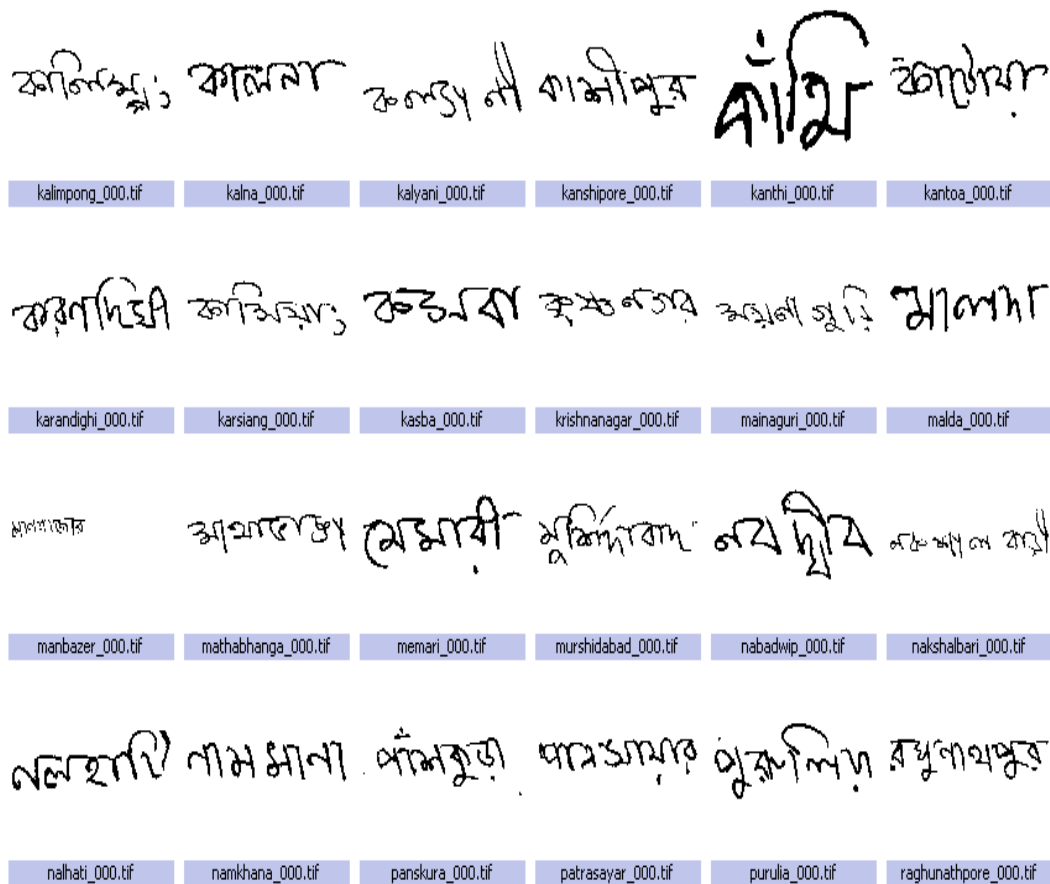 কালিম্পং কালনা কল্যাণী কাশীপুর কাঁথি কাটোয়া
kalimpong_000.tif kalna_000.tif kalyani_000.tif kanshipore_000.tif kanthi_000.tif kantoa_000.tif
করণদিঘী কার্সিয়াং কসবা কৃষ্ণনগর ময়নাগুরি মালদা
karandighi_000.tif karsiang_000.tif kasba_000.tif krishnanagar_000.tif mainaguri_000.tif malda_000.tif
মানবাজার মাথাভাঙ্গা মেমারী মুর্শিদাবাদ নবদ্বীব নকশাল বাড়ী
manbazer_000.tif mathabhanga_000.tif memari_000.tif murshidabad_000.tif nabadwip_000.tif nakshalbari_000.tif
নলহাটি নামখানা পাঁশকুড়া পাত্রসায়ার পুরুলিয়া রঘুনাথপুর
nalhati_000.tif namkhana_000.tif panskura_000.tif patrasayar_000.tif purulia_000.tif raghunathpore_000.tif